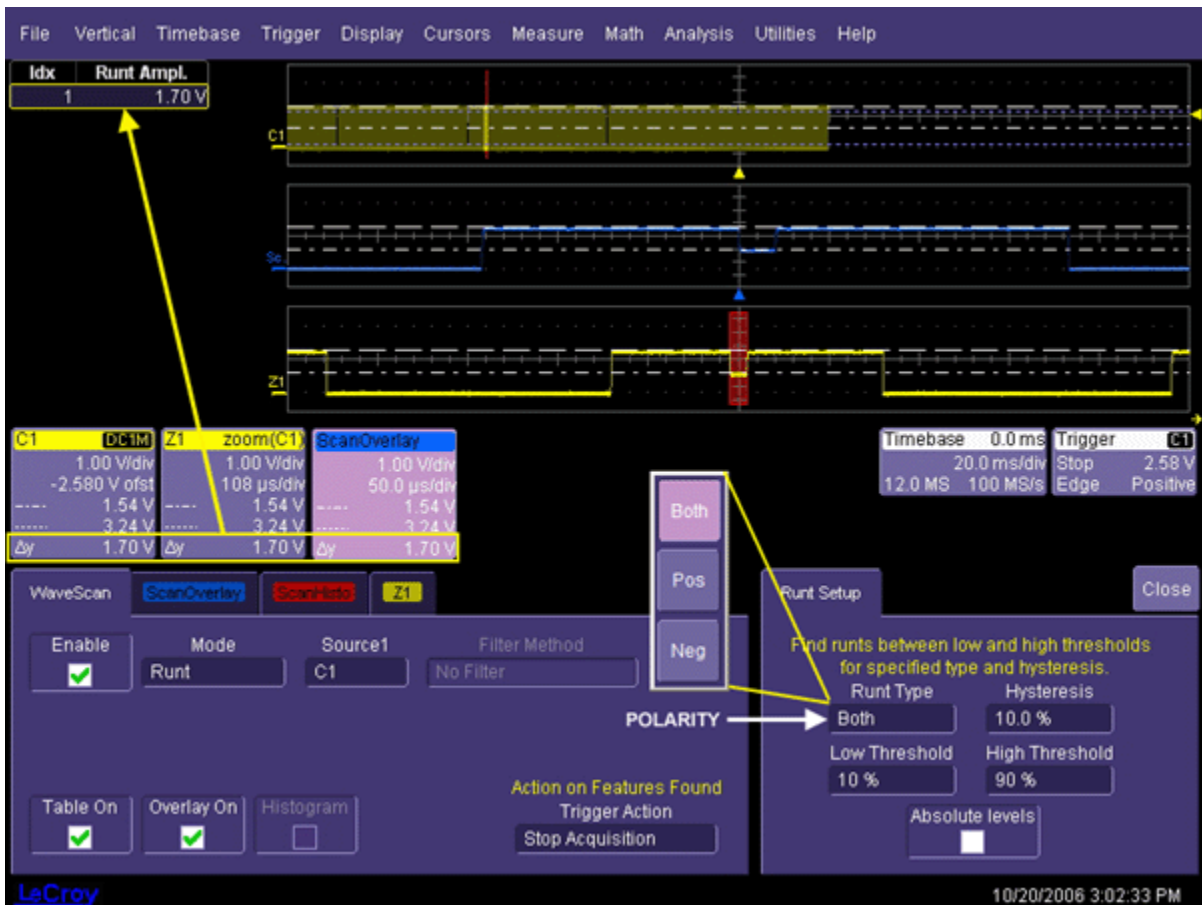 File Vertical Timebase Trigger Display Cursors Measure Math Analysis Utilities Help
Idx Runt Ampl.
1 1.70 V
C1
Sc.
Z1
C1 DC1M
1.00 V/div
-2.580 V ofst
1.54 V
3.24 V
Δy 1.70 V
Z1 zoom(C1)
1.00 V/div
108 µs/div
1.54 V
3.24 V
Δy 1.70 V
ScanOverlay
1.00 V/div
50.0 µs/div
1.54 V
3.24 V
Δy 1.70 V
Timebase 0.0 ms
20.0 ms/div
12.0 MS 100 MS/s
Trigger C1
Stop 2.58 V
Edge Positive
Both
Pos
Neg
POLARITY
WaveScan ScanOverlay ScanHisto Z1
Enable
Mode
Runt
Source1
C1
Filter Method
No Filter
Table On
Overlay On
Histogram
Action on Features Found
Trigger Action
Stop Acquisition
Runt Setup
Close
Find runts between low and high thresholds
for specified type and hysteresis.
Runt Type Hysteresis
Both 10.0 %
Low Threshold High Threshold
10 % 90 %
Absolute levels
LeCroy
10/20/2006 3:02:33 PM